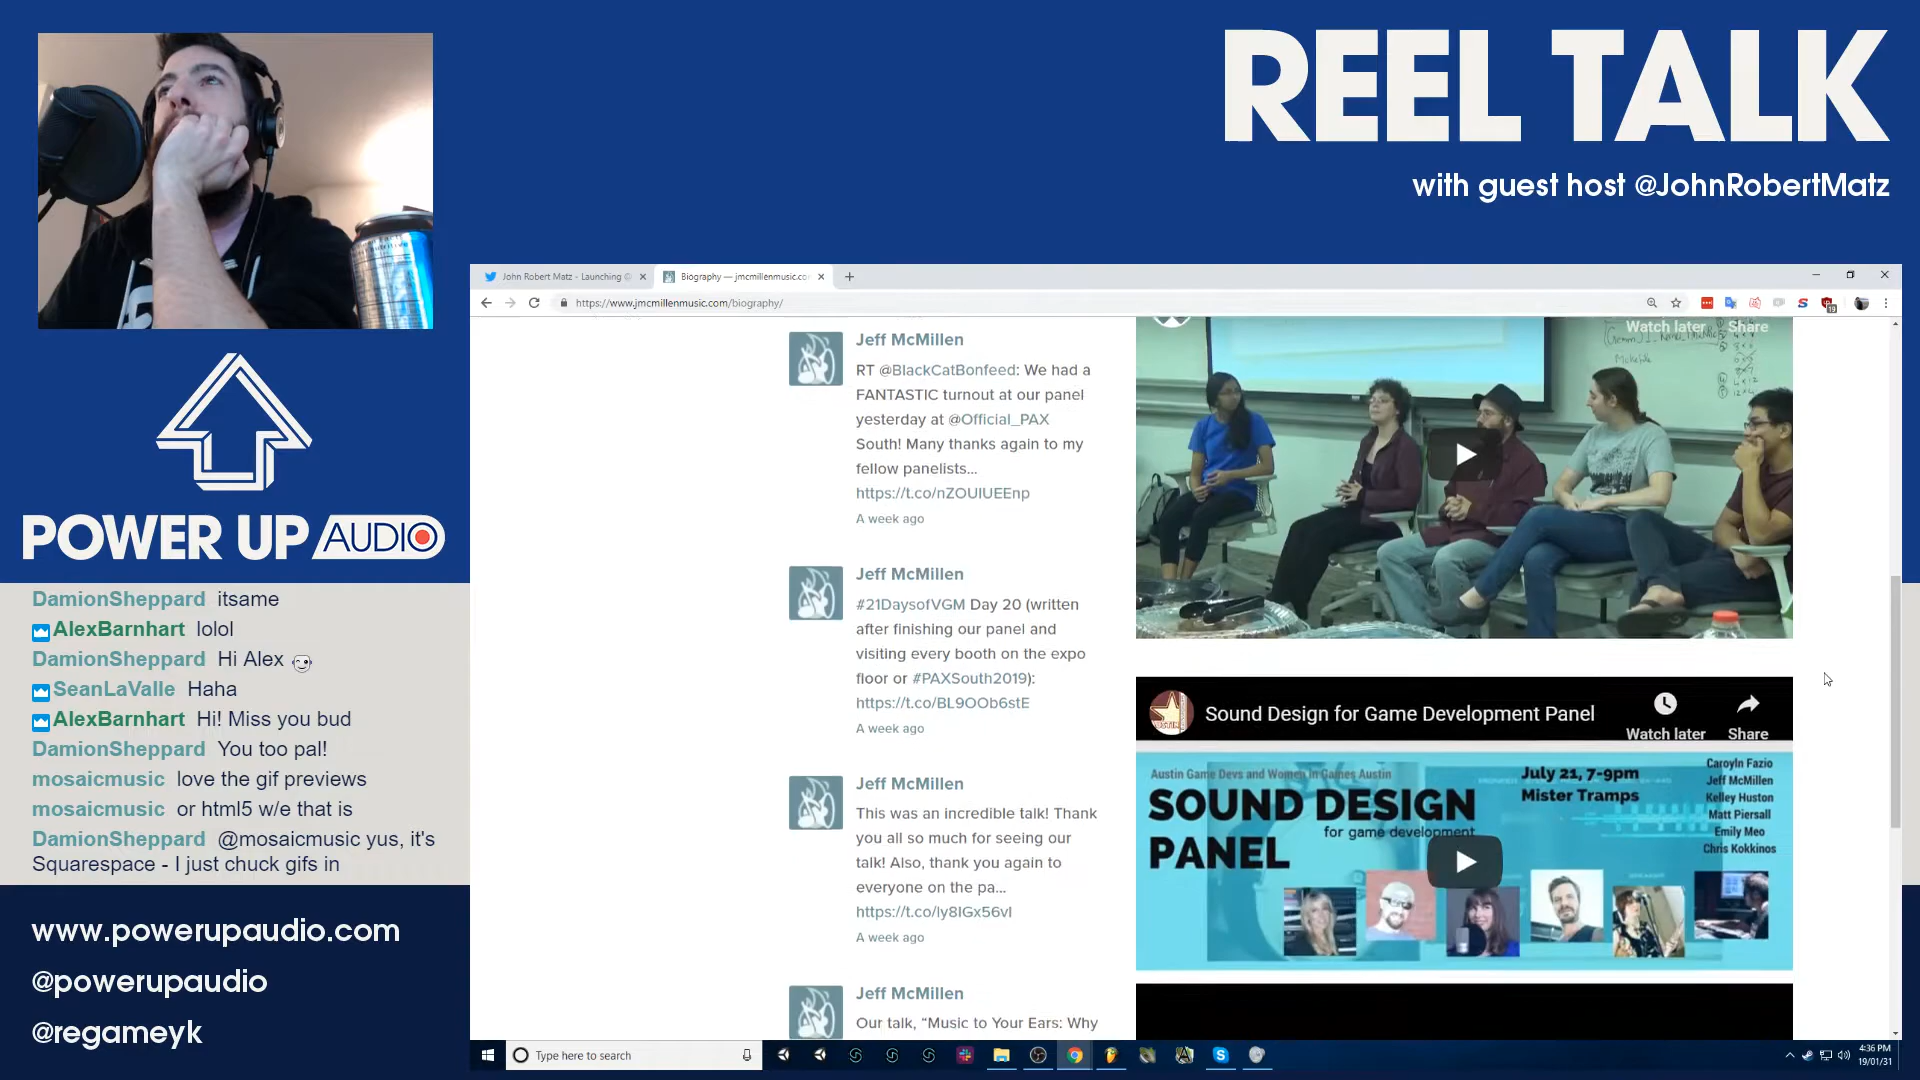 REEL TALK
with guest host @JohnRobertMatz
POWER UP AUDIO
DamionSheppard itsame
AlexBarnhart lolol
DamionSheppard Hi Alex
SeanLaValle Haha
AlexBarnhart Hi! Miss you bud
DamionSheppard You too pal!
mosaicmusic love the gif previews
mosaicmusic or html5 w/e that is
DamionSheppard @mosaicmusic yus, it's
Squarespace - I just chuck gifs in
www.powerupaudio.com
@powerupaudio
@regameyk
John Robert Matz - Launching
Biography — jmcmillenmusic.co
https://www.jmcmillenmusic.com/biography/
Jeff McMillen
RT @BlackCatBonfeed: We had a
FANTASTIC turnout at our panel
yesterday at @Official_PAX
South! Many thanks again to my
fellow panelists...
https://t.co/nZOUIUEEnp
A week ago
Jeff McMillen
#21DaysofVGM Day 20 (written
after finishing our panel and
visiting every booth on the expo
floor or #PAXSouth2019):
https://t.co/BL9OOb6stE
A week ago
Jeff McMillen
This was an incredible talk! Thank
you all so much for seeing our
talk! Also, thank you again to
everyone on the pa...
https://t.co/ly8IGx56vI
A week ago
Jeff McMillen
Our talk, “Music to Your Ears: Why
Watch later Share
Sound Design for Game Development Panel
Watch later Share
Austin Game Devs and Women in Games Austin
SOUND DESIGN
for game development
PANEL
July 21, 7-9pm
Mister Tramps
Caroyln Fazio
Jeff McMillen
Kelley Huston
Matt Piersall
Emily Meo
Chris Kokkinos
Type here to search
4:36 PM
19/01/31